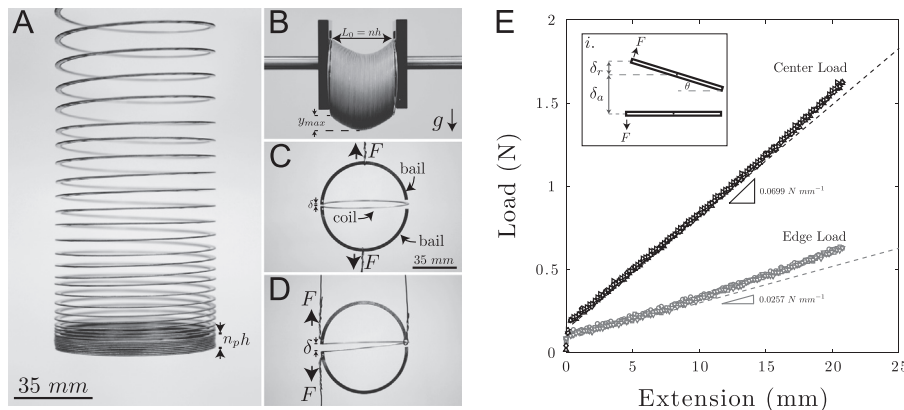 A
n_p h
35 mm
B
L_0 = nh
y_max
g
C
F
bail
δ
coil
bail
F
35 mm
D
F
δ
F
E
2
1.5
1
0.5
0
0
5
10
15
20
25
Load (N)
Extension (mm)
i.
F
δ_r
θ
δ_a
F
Center Load
0.0699 N mm⁻¹
Edge Load
0.0257 N mm⁻¹